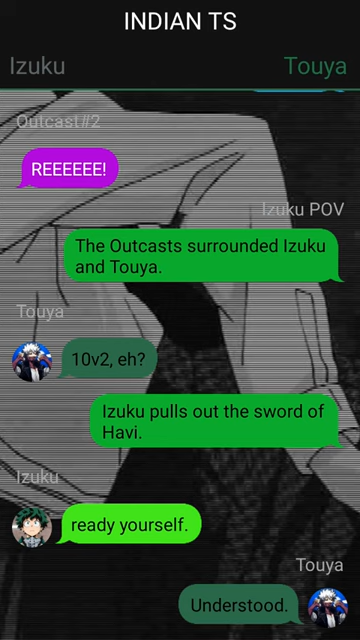 INDIAN TS
Izuku
Touya
Outcast#2
REEEEEE!
Izuku POV
The Outcasts surrounded Izuku
and Touya.
Touya
10v2, eh?
Izuku pulls out the sword of
Havi.
Izuku
ready yourself.
Touya
Understood.